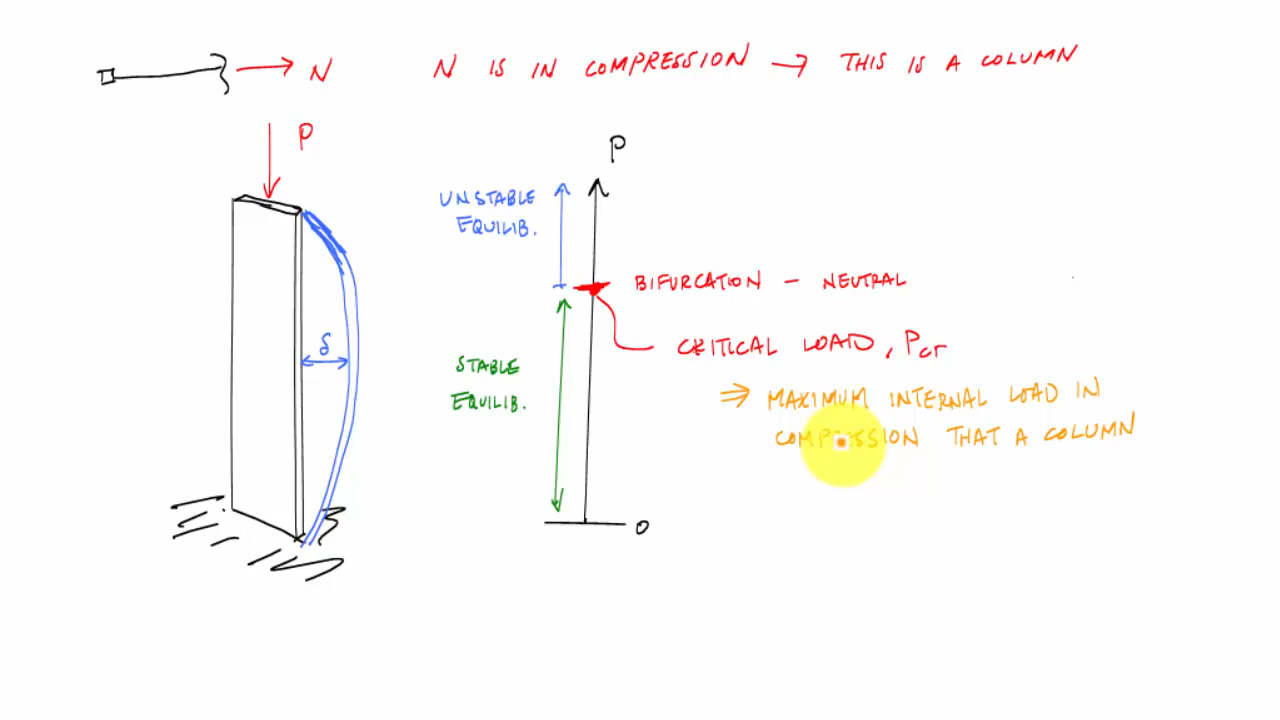 N N IS IN COMPRESSION → THIS IS A COLUMN
P
P
UNSTABLE
EQUILIB.
BIFURCATION - NEUTRAL
CRITICAL LOAD, Pcr
δ
STABLE
EQUILIB.
⇒ MAXIMUM INTERNAL LOAD IN
COMPRESSION THAT A COLUMN
0